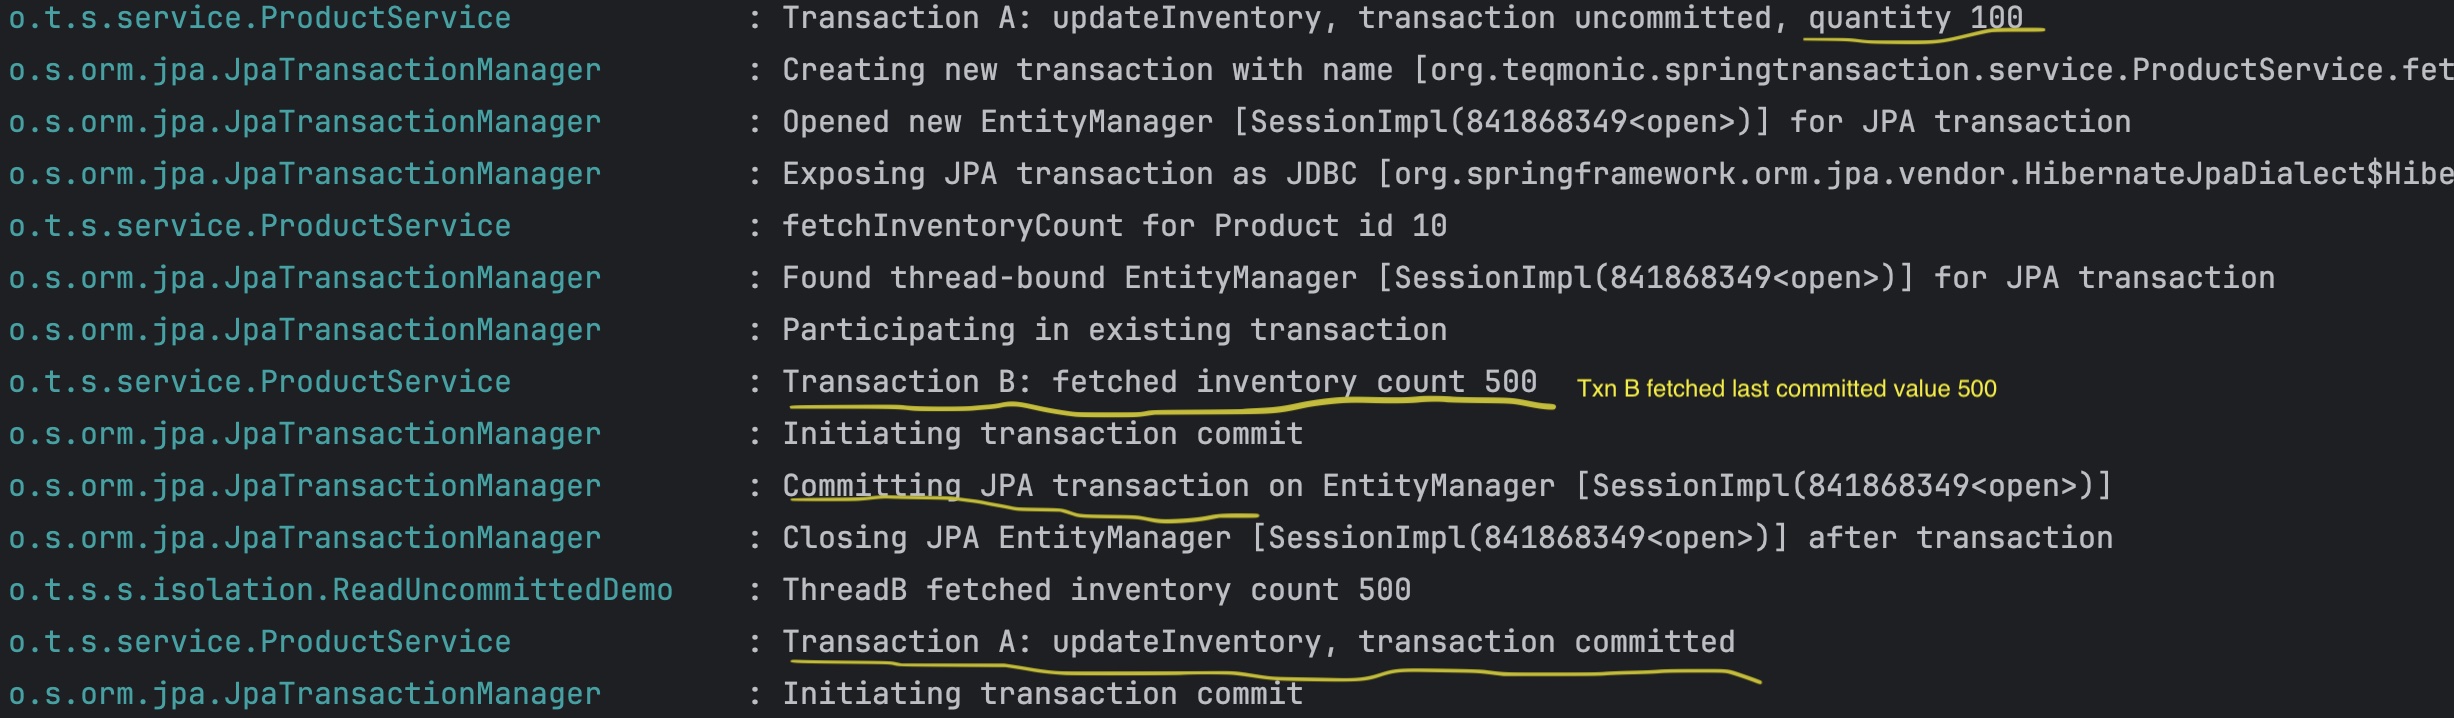 o.t.s.service.ProductService : Transaction A: updateInventory, transaction uncommitted, quantity 100
o.s.orm.jpa.JpaTransactionManager : Creating new transaction with name [org.teqmonic.springtransaction.service.ProductService.fet
o.s.orm.jpa.JpaTransactionManager : Opened new EntityManager [SessionImpl(841868349<open>)] for JPA transaction
o.s.orm.jpa.JpaTransactionManager : Exposing JPA transaction as JDBC [org.springframework.orm.jpa.vendor.HibernateJpaDialect$Hibe
o.t.s.service.ProductService : fetchInventoryCount for Product id 10
o.s.orm.jpa.JpaTransactionManager : Found thread-bound EntityManager [SessionImpl(841868349<open>)] for JPA transaction
o.s.orm.jpa.JpaTransactionManager : Participating in existing transaction
o.t.s.service.ProductService : Transaction B: fetched inventory count 500 Txn B fetched last committed value 500
o.s.orm.jpa.JpaTransactionManager : Initiating transaction commit
o.s.orm.jpa.JpaTransactionManager : Committing JPA transaction on EntityManager [SessionImpl(841868349<open>)]
o.s.orm.jpa.JpaTransactionManager : Closing JPA EntityManager [SessionImpl(841868349<open>)] after transaction
o.t.s.s.isolation.ReadUncommittedDemo : ThreadB fetched inventory count 500
o.t.s.service.ProductService : Transaction A: updateInventory, transaction committed
o.s.orm.jpa.JpaTransactionManager : Initiating transaction commit